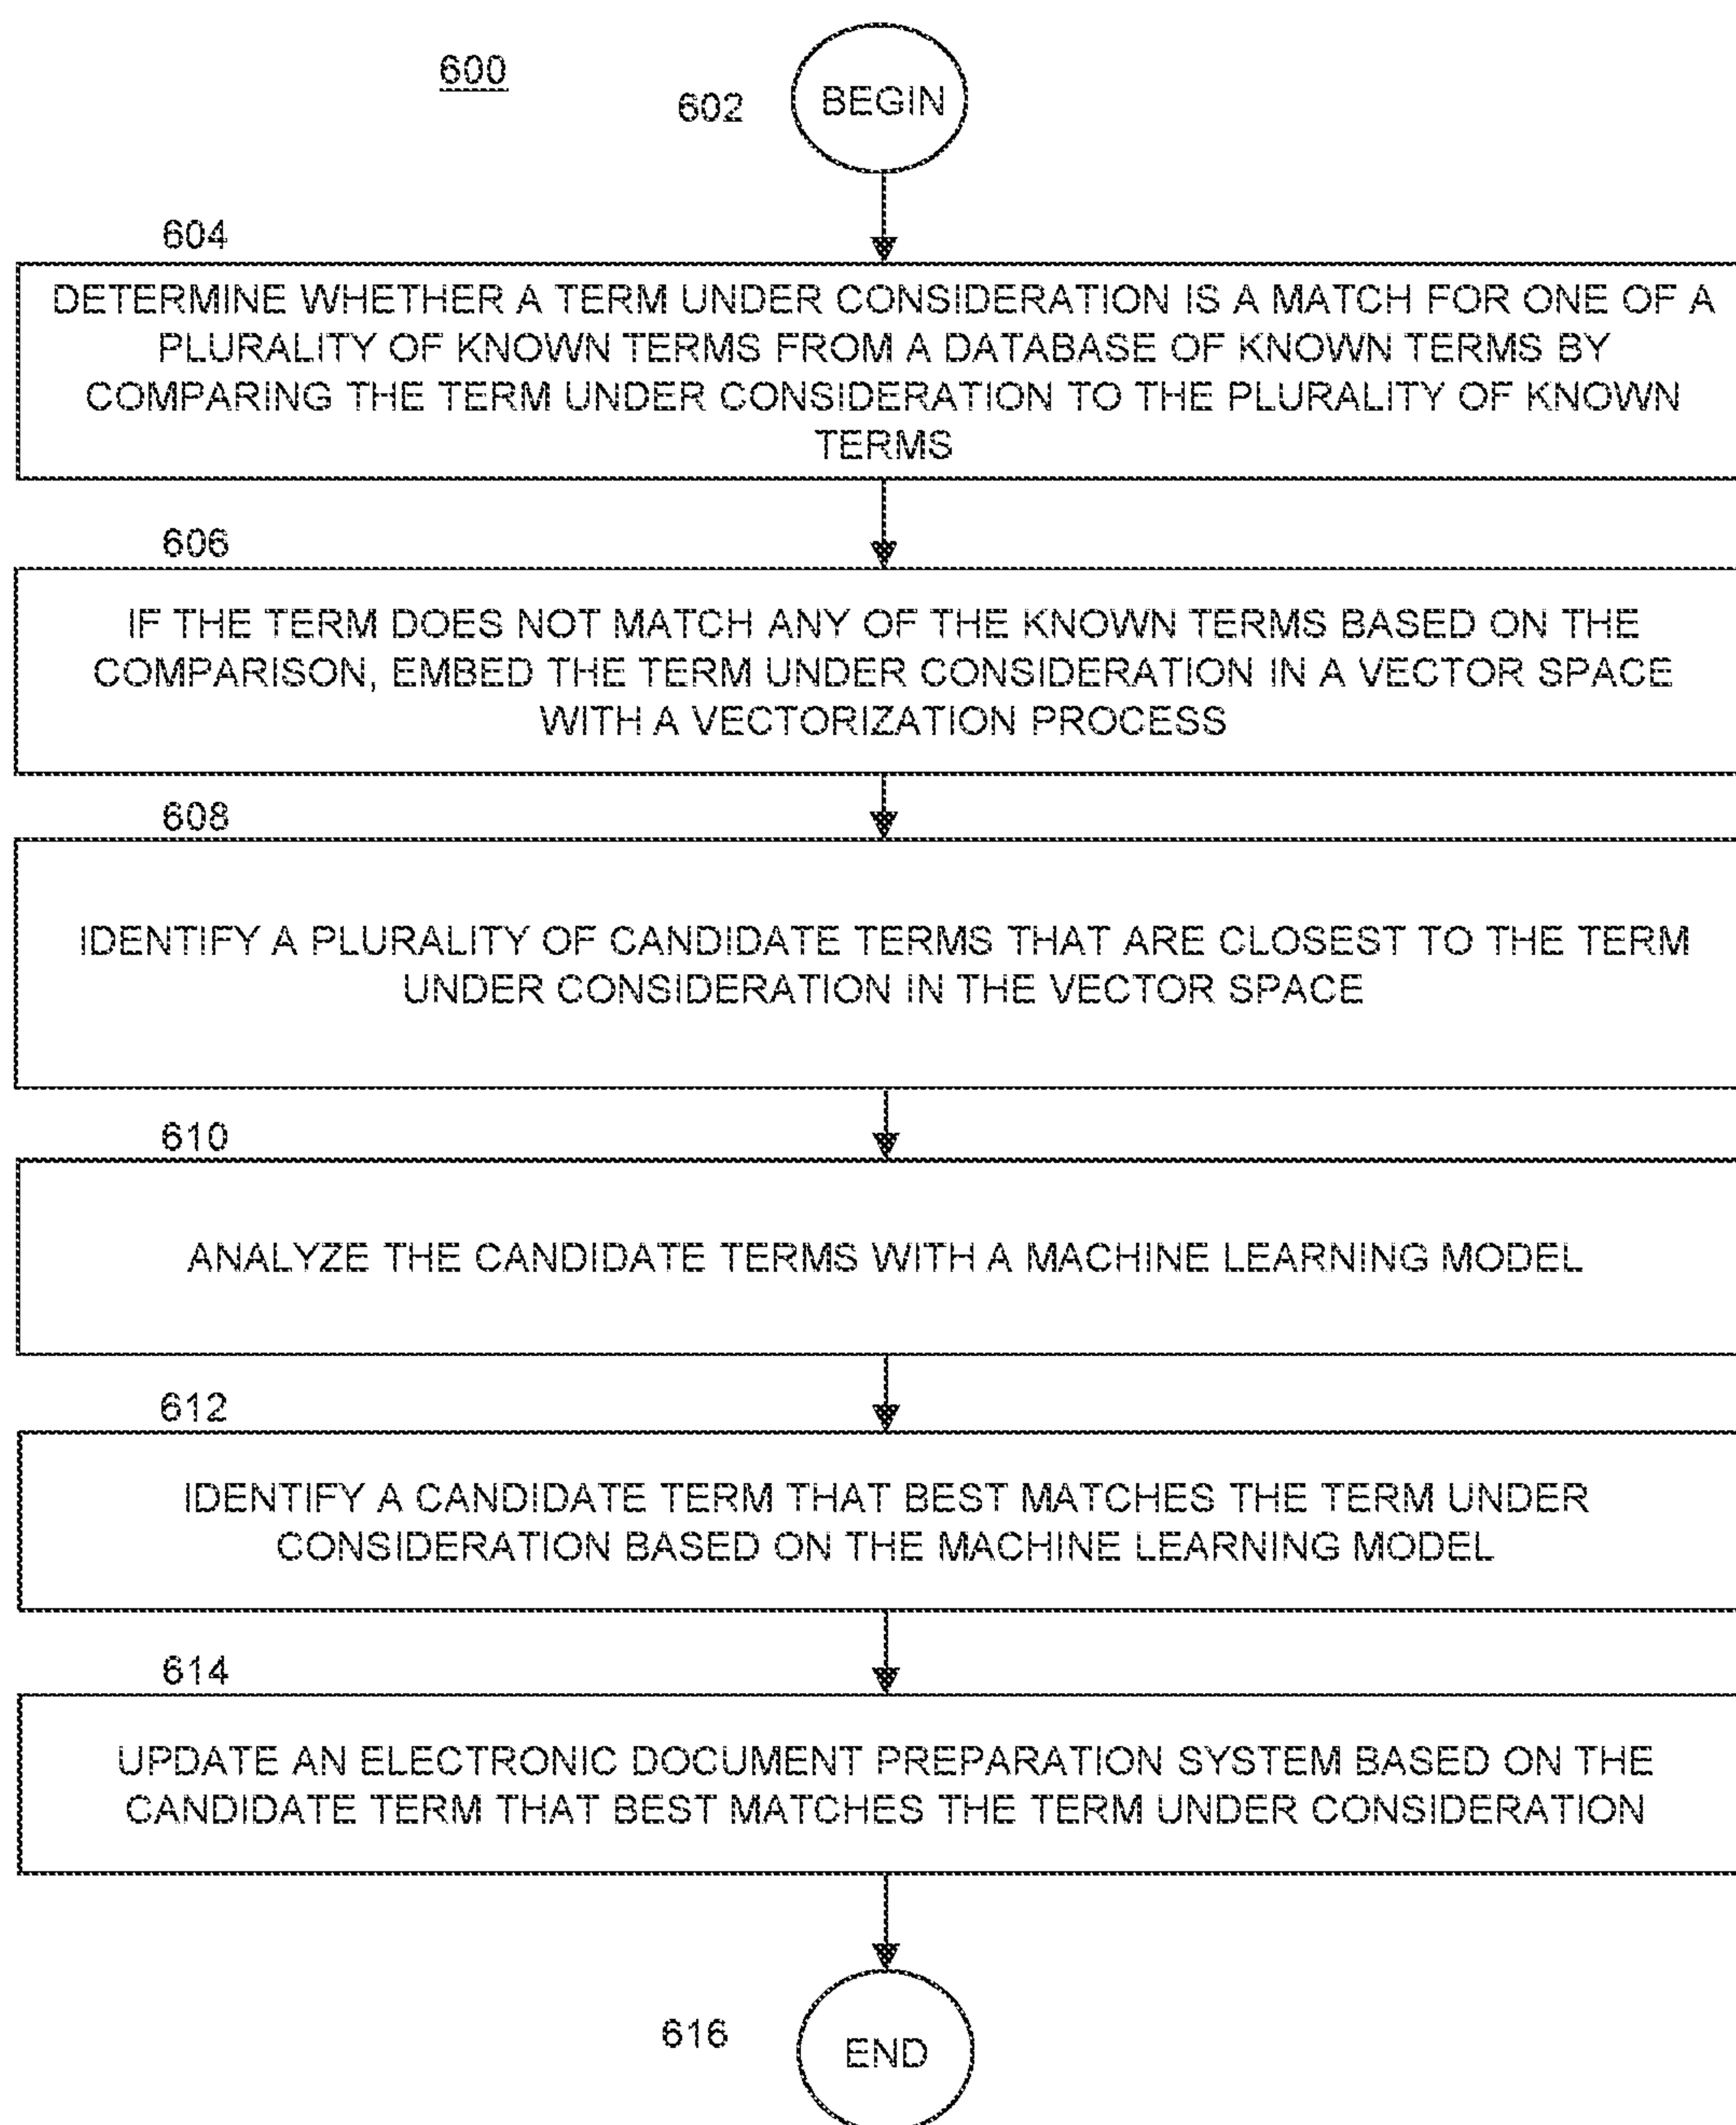 600
602
BEGIN
604
DETERMINE WHETHER A TERM UNDER CONSIDERATION IS A MATCH FOR ONE OF A
PLURALITY OF KNOWN TERMS FROM A DATABASE OF KNOWN TERMS BY
COMPARING THE TERM UNDER CONSIDERATION TO THE PLURALITY OF KNOWN
TERMS
606
IF THE TERM DOES NOT MATCH ANY OF THE KNOWN TERMS BASED ON THE
COMPARISON, EMBED THE TERM UNDER CONSIDERATION IN A VECTOR SPACE
WITH A VECTORIZATION PROCESS
608
IDENTIFY A PLURALITY OF CANDIDATE TERMS THAT ARE CLOSEST TO THE TERM
UNDER CONSIDERATION IN THE VECTOR SPACE
610
ANALYZE THE CANDIDATE TERMS WITH A MACHINE LEARNING MODEL
612
IDENTIFY A CANDIDATE TERM THAT BEST MATCHES THE TERM UNDER
CONSIDERATION BASED ON THE MACHINE LEARNING MODEL
614
UPDATE AN ELECTRONIC DOCUMENT PREPARATION SYSTEM BASED ON THE
CANDIDATE TERM THAT BEST MATCHES THE TERM UNDER CONSIDERATION
616
END